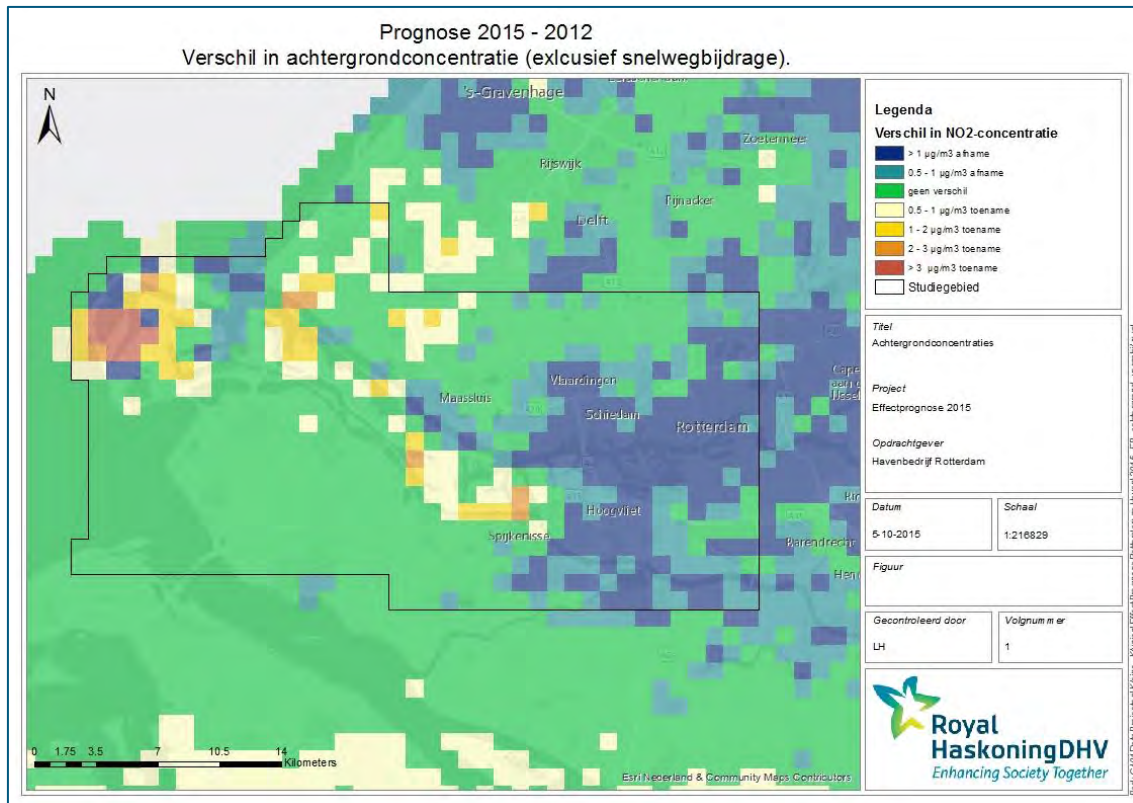 Prognose 2015 - 2012
Verschil in achtergrondconcentratie (exlcusief snelwegbijdrage).
N
's-Gravenhage
Zoetermeer
Rijswijk
Pijnacker
Delft
Vlaardingen
Maassluis
Schiedam
Rotterdam
Hoogvliet
Spijkenisse
Barendrecht
0 1.75 3.5 7 10.5 14
Kilometers
Esri Nederland & Community Maps Contributors
Legenda
Verschil in NO2-concentratie
> 1 µg/m3 afname
0.5 - 1 µg/m3 afname
geen verschil
0.5 - 1 µg/m3 toename
1 - 2 µg/m3 toename
2 - 3 µg/m3 toename
> 3 µg/m3 toename
Studiegebied
Titel
Achtergrondconcentraties
Project
Effectprognose 2015
Opdrachtgever
Havenbedrijf Rotterdam
Datum
5-10-2015
Schaal
1:216829
Figuur
Gecontroleerd door
LH
Volgnummer
1
Royal
HaskoningDHV
Enhancing Society Together